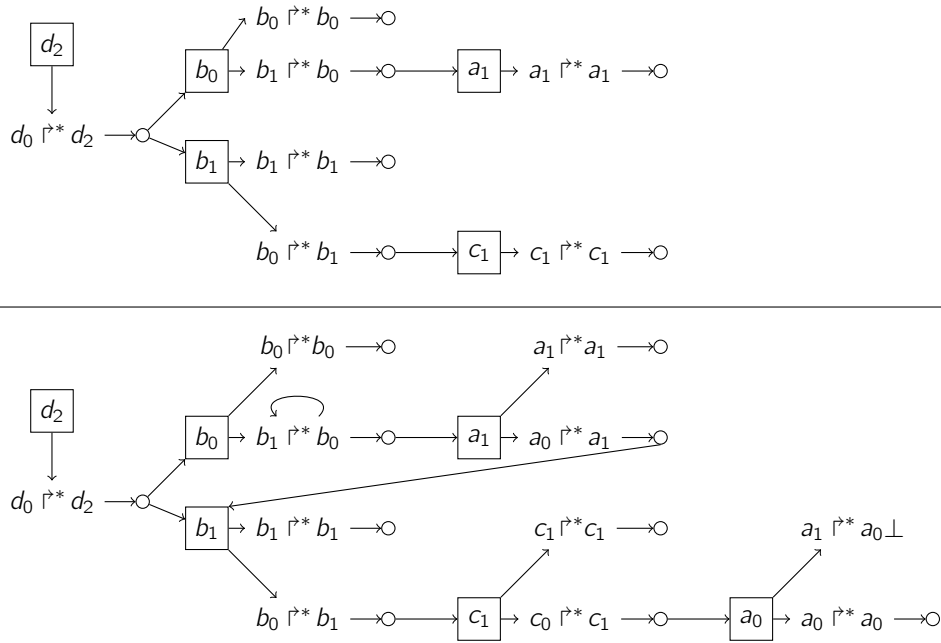 b₀ ↱* b₀
d₂
b₀ b₁ ↱* b₀ a₁ a₁ ↱* a₁
d₀ ↱* d₂
b₁ b₁ ↱* b₁
b₀ ↱* b₁ c₁ c₁ ↱* c₁
b₀ ↱* b₀ a₁ ↱* a₁
d₂
b₀ b₁ ↱* b₀ a₁ a₀ ↱* a₁
d₀ ↱* d₂
b₁ b₁ ↱* b₁ c₁ ↱* c₁ a₁ ↱* a₀⊥
b₀ ↱* b₁ c₁ c₀ ↱* c₁ a₀ a₀ ↱* a₀